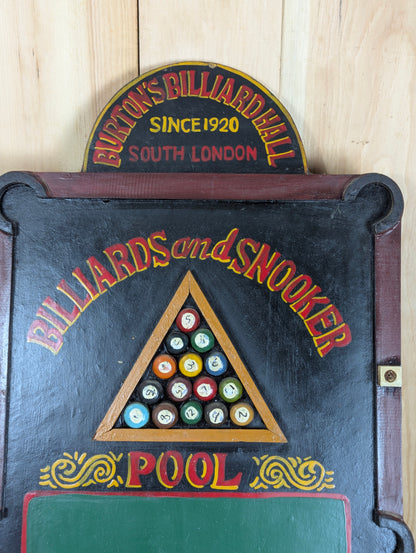 BURTON'S BILLIARD HALL
SINCE 1920
SOUTH LONDON
BILLIARDS and SNOOKER
POOL